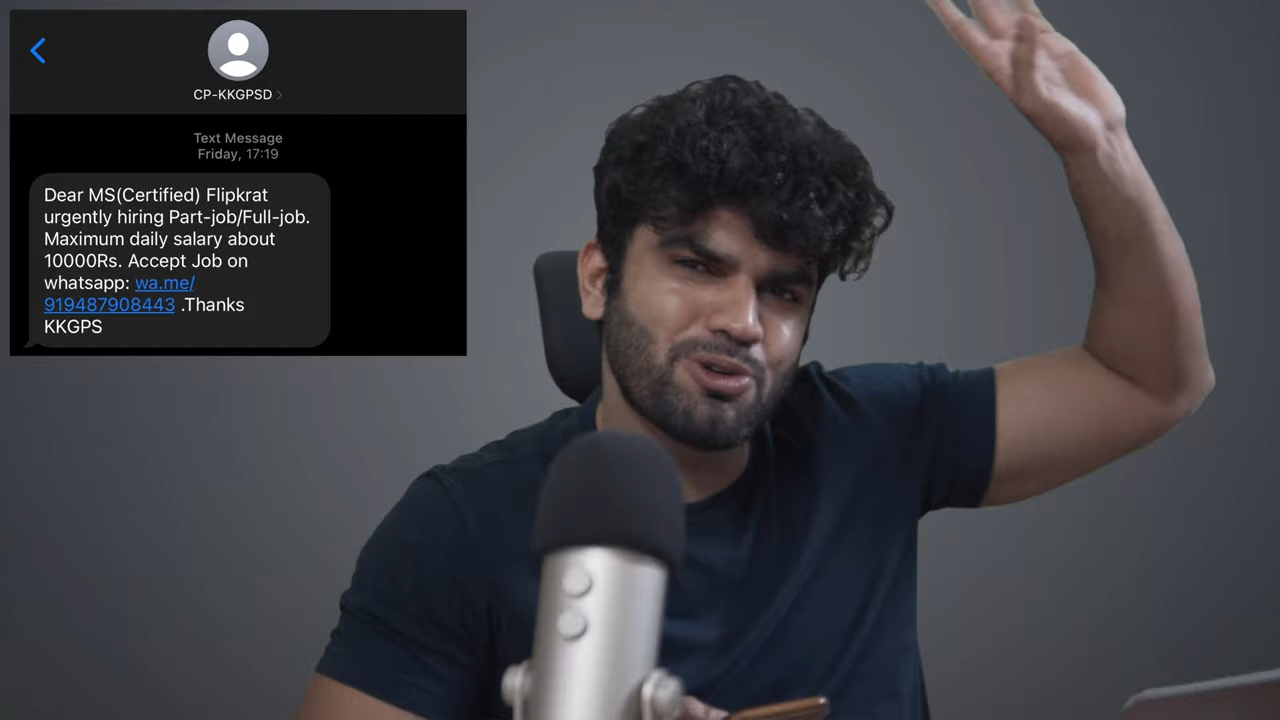 CP-KKGPSD
Text Message
Friday, 17:19
Dear MS(Certified) Flipkrat
urgently hiring Part-job/Full-job.
Maximum daily salary about
10000Rs. Accept Job on
whatsapp: wa.me/
919487908443 .Thanks
KKGPS